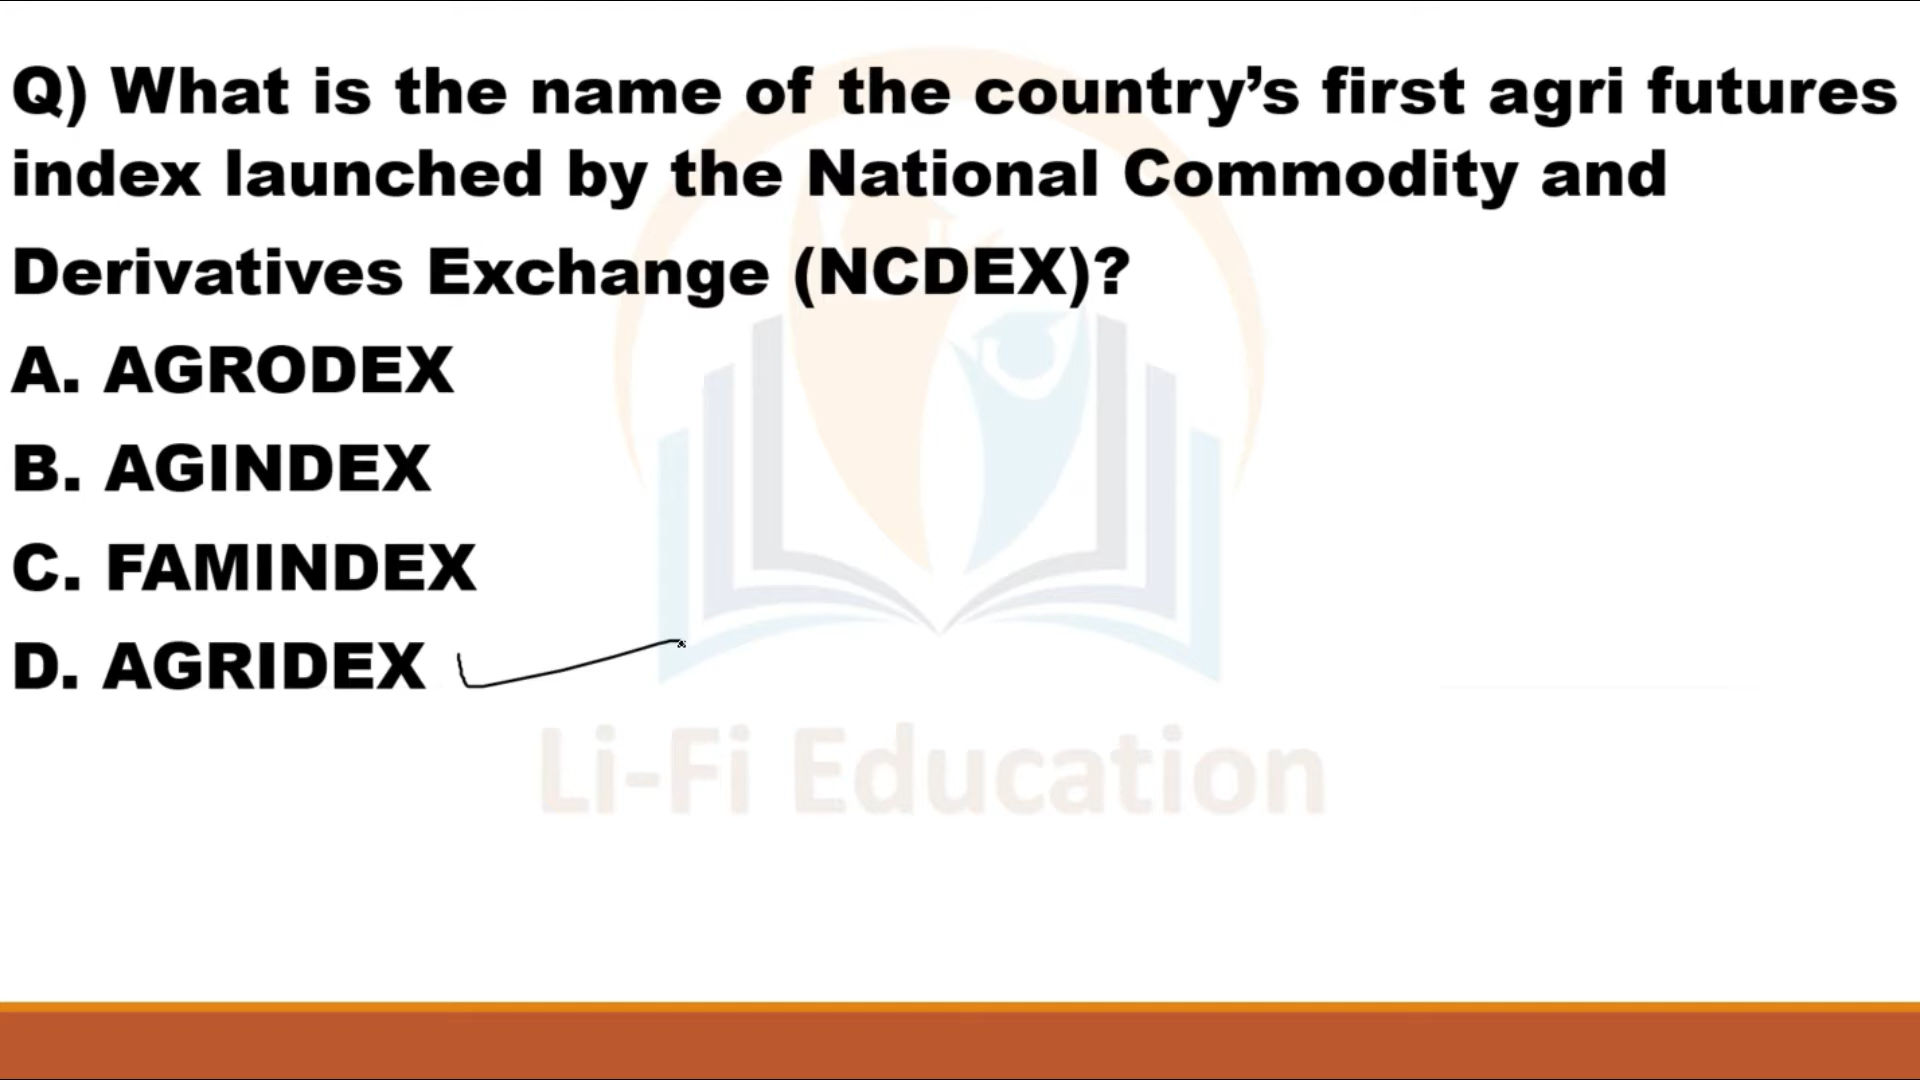 Q) What is the name of the country’s first agri futures
index launched by the National Commodity and
Derivatives Exchange (NCDEX)?
A. AGRODEX
B. AGINDEX
C. FAMINDEX
D. AGRIDEX
Li-Fi Education